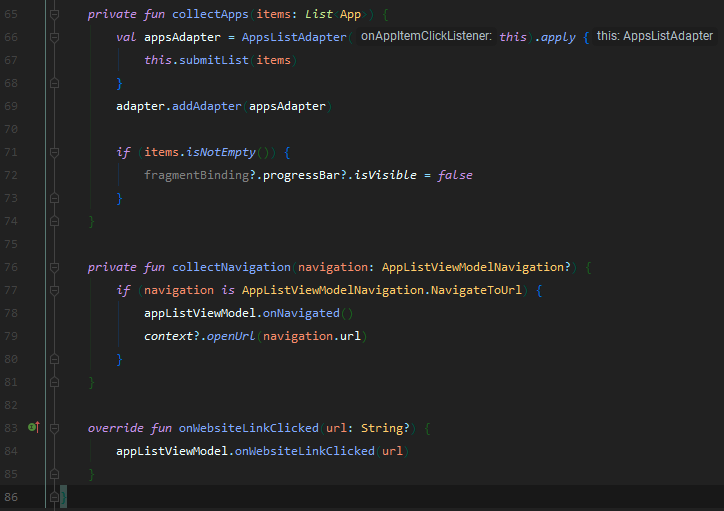 65 private fun collectApps(items: List<App>) {
66 val appsAdapter = AppsListAdapter( onAppItemClickListener: this).apply { this: AppsListAdapter
67 this.submitList(items)
68 }
69 adapter.addAdapter(appsAdapter)
70
71 if (items.isNotEmpty()) {
72 fragmentBinding?.progressBar?.isVisible = false
73 }
74 }
75
76 private fun collectNavigation(navigation: AppListViewModelNavigation?) {
77 if (navigation is AppListViewModelNavigation.NavigateToUrl) {
78 appListViewModel.onNavigated()
79 context?.openUrl(navigation.url)
80 }
81 }
82
83 override fun onWebsiteLinkClicked(url: String?) {
84 appListViewModel.onWebsiteLinkClicked(url)
85 }
86 }